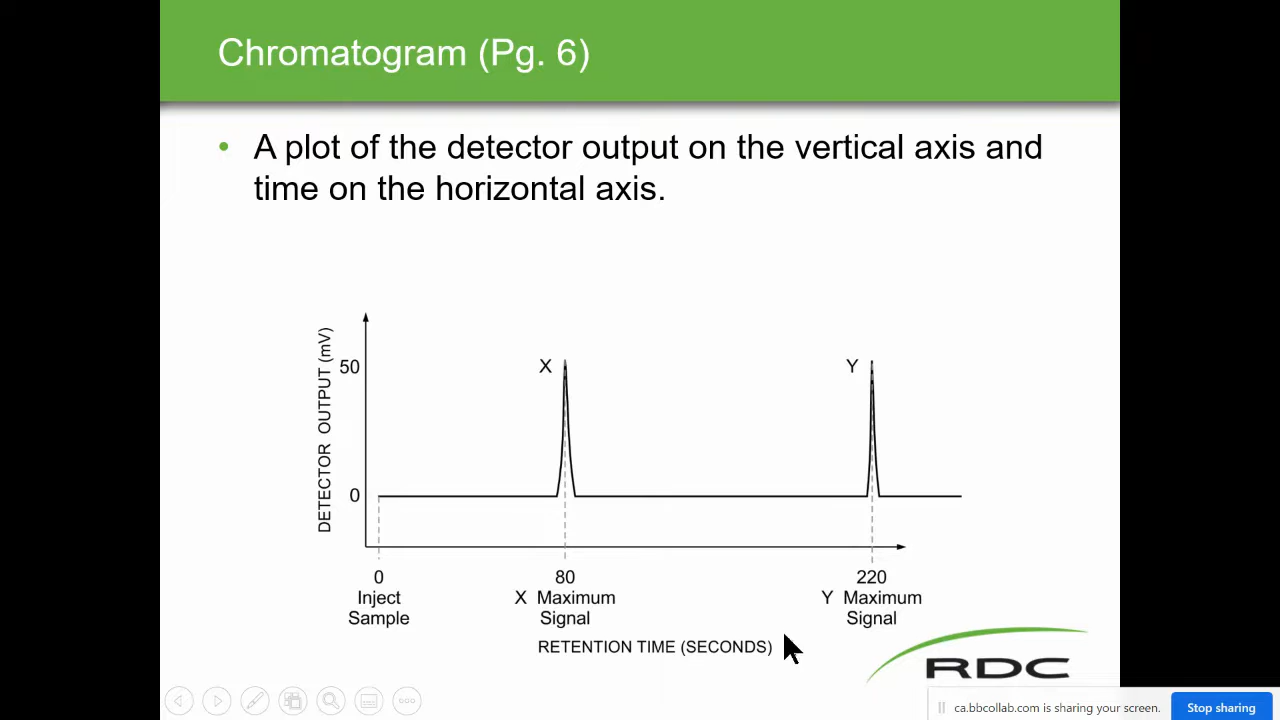 Chromatogram (Pg. 6)
• A plot of the detector output on the vertical axis and
time on the horizontal axis.
DETECTOR OUTPUT (mV)
50
0
X
Y
0
Inject
Sample
80
X Maximum
Signal
220
Y Maximum
Signal
RETENTION TIME (SECONDS)
RDC
ca.bbcollab.com is sharing your screen.
Stop sharing